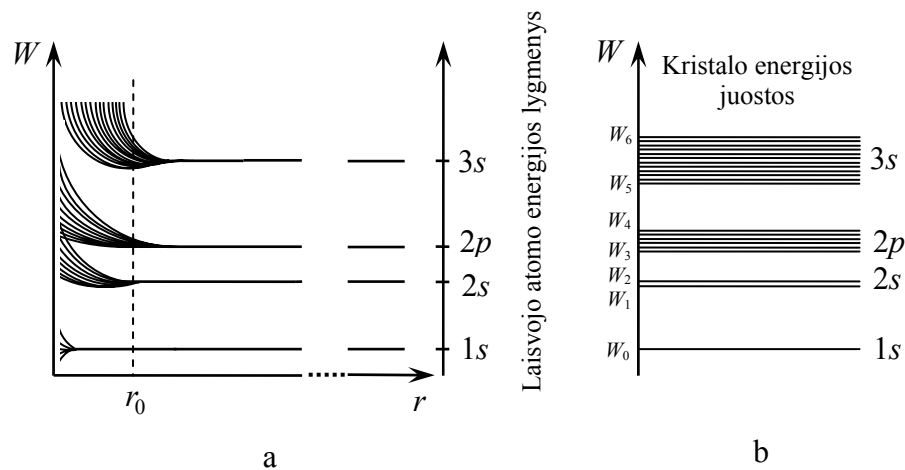 W
3s
2p
2s
1s
r₀
r
a
Laisvojo atomo energijos lygmenys
W
Kristalo energijos
juostos
W₆
W₅
W₄
W₃
W₂
W₁
W₀
3s
2p
2s
1s
b